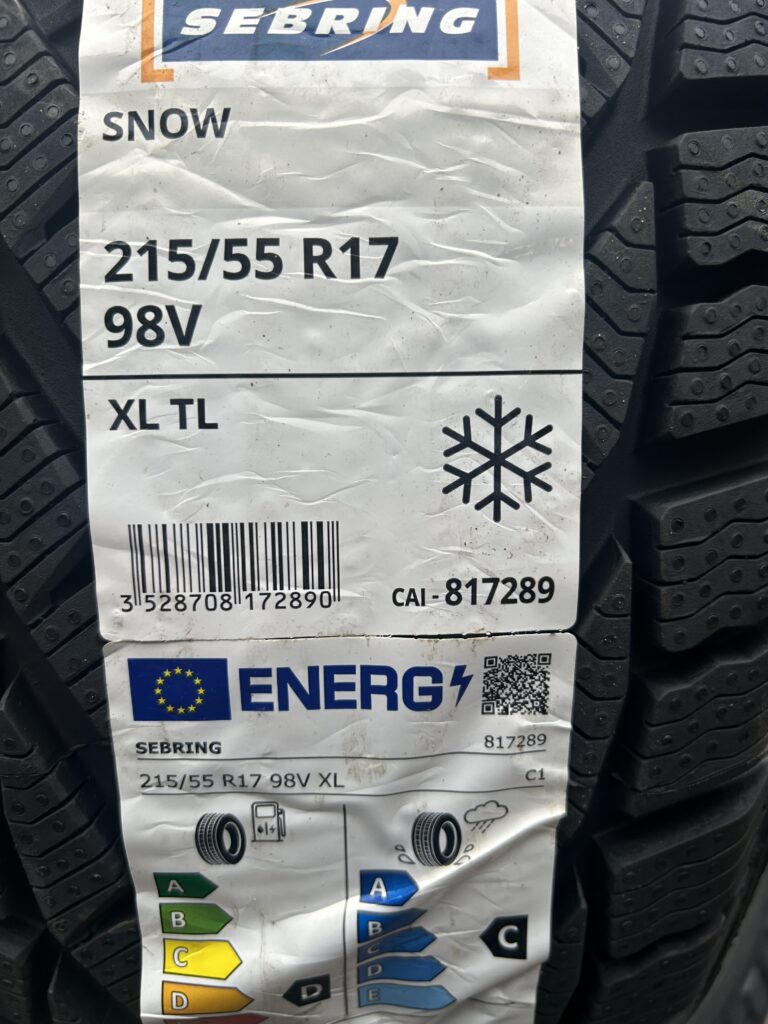 SEBRING
SNOW
215/55 R17
98V
XL TL
3 528708 172890
CAI - 817289
ENERG
SEBRING
817289
215/55 R17 98V XL
C1
A
B
C
D
D
A
B
C
D
E
C